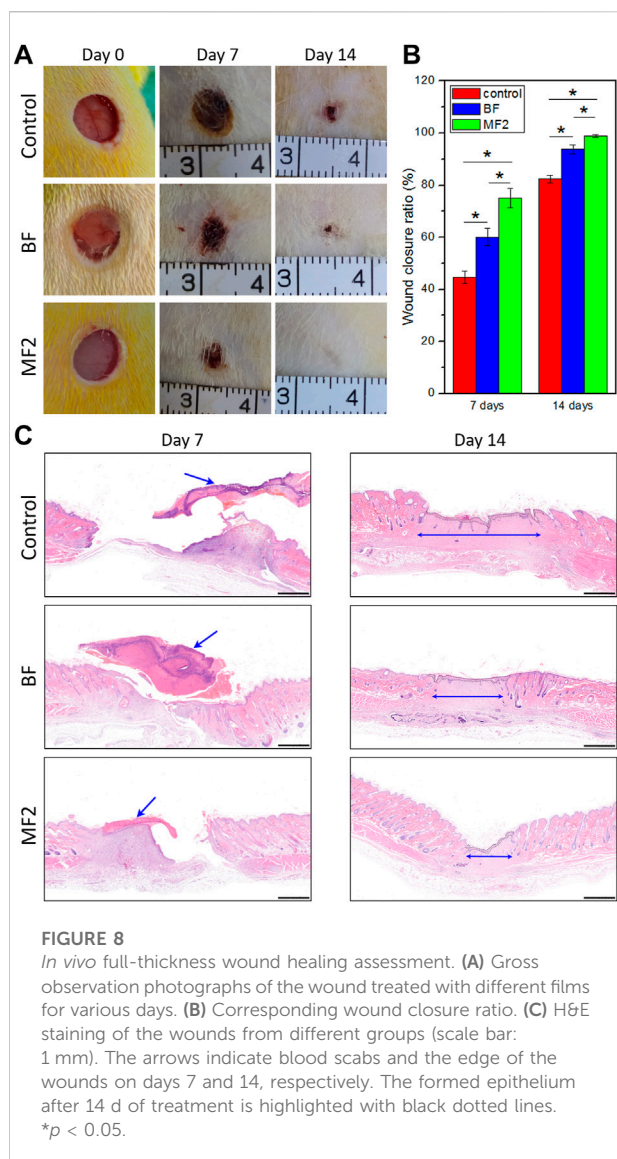 A
Day 0
Day 7
Day 14
Control
3
4
3
4
BF
3
4
3
4
MF2
3
4
3
4
B
120
100
80
60
40
20
0
Wound closure ratio (%)
control
BF
MF2
*
*
*
*
*
*
7 days
14 days
C
Day 7
Day 14
Control
BF
MF2
FIGURE 8
In vivo full-thickness wound healing assessment. (A) Gross
observation photographs of the wound treated with different films
for various days. (B) Corresponding wound closure ratio. (C) H&E
staining of the wounds from different groups (scale bar:
1 mm). The arrows indicate blood scabs and the edge of the
wounds on days 7 and 14, respectively. The formed epithelium
after 14 d of treatment is highlighted with black dotted lines.
*p < 0.05.